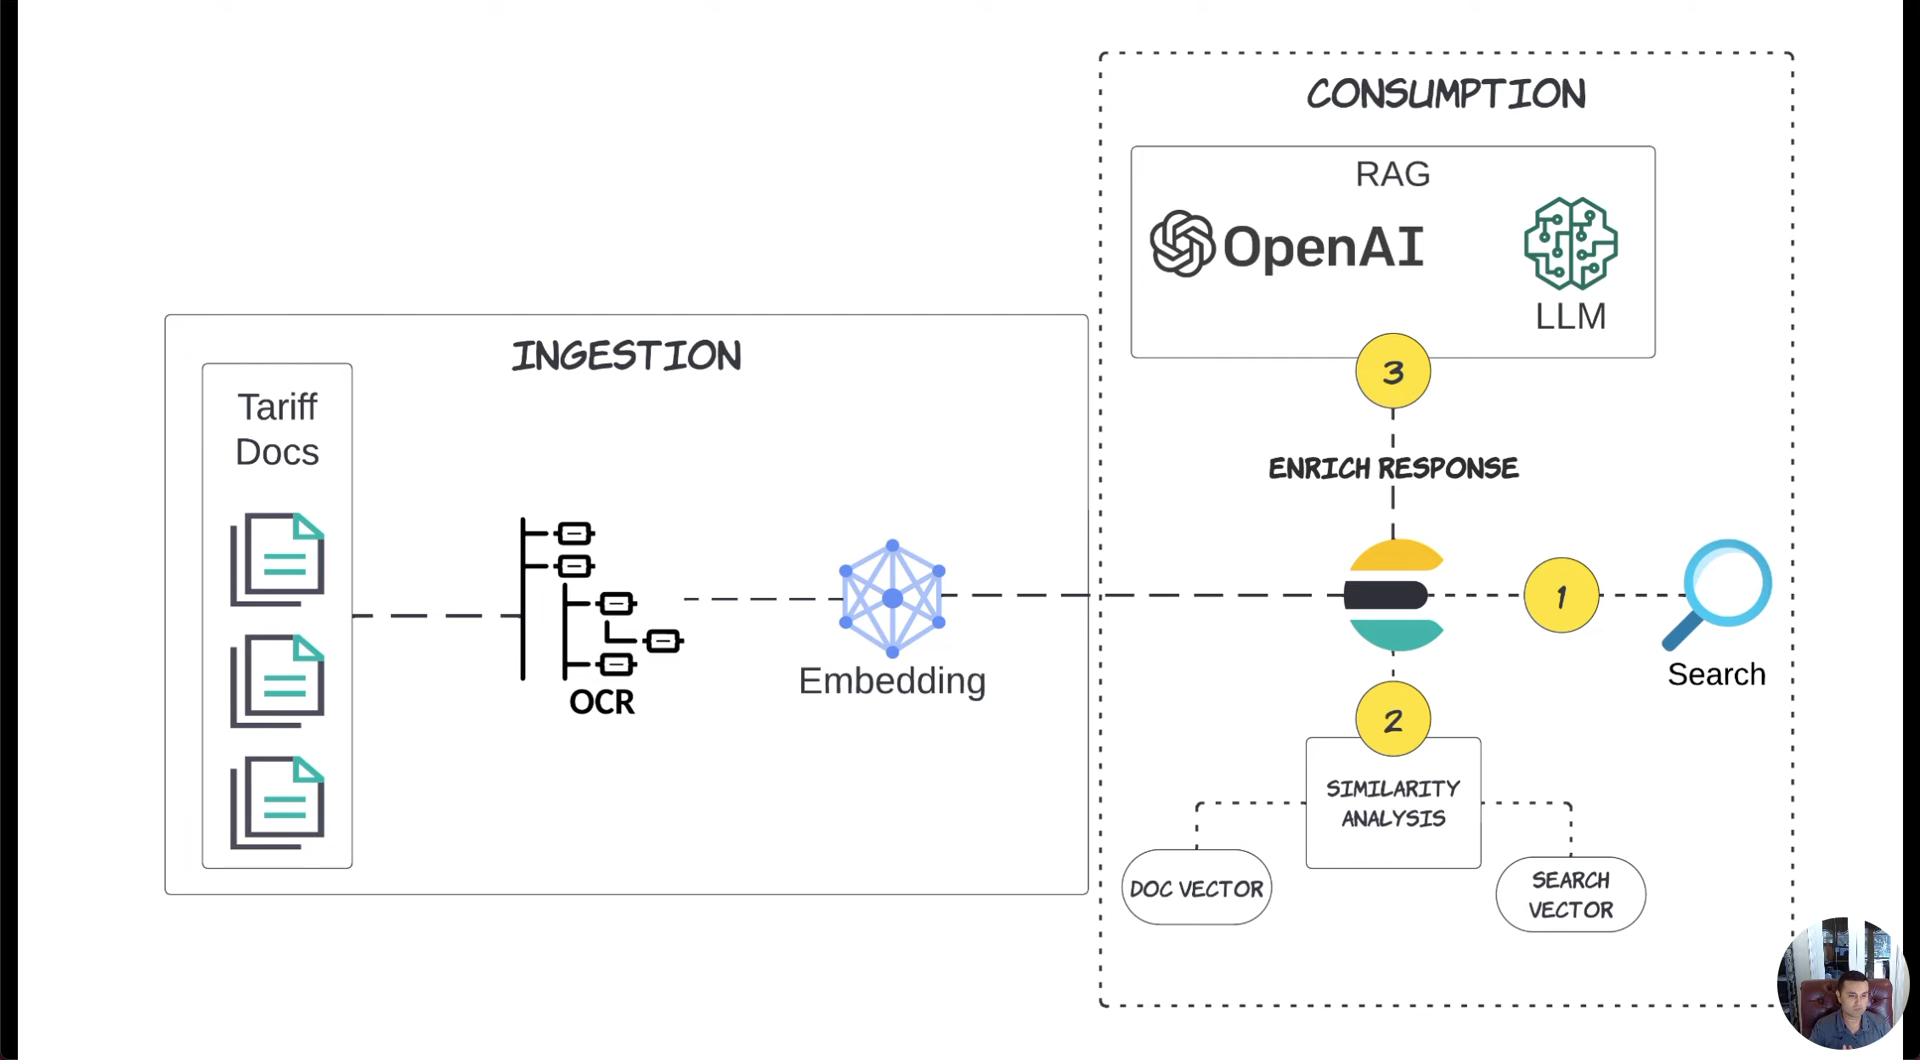 INGESTION
Tariff
Docs
OCR
Embedding
CONSUMPTION
RAG
OpenAI
LLM
3
ENRICH RESPONSE
1
Search
2
SIMILARITY
ANALYSIS
DOC VECTOR
SEARCH
VECTOR